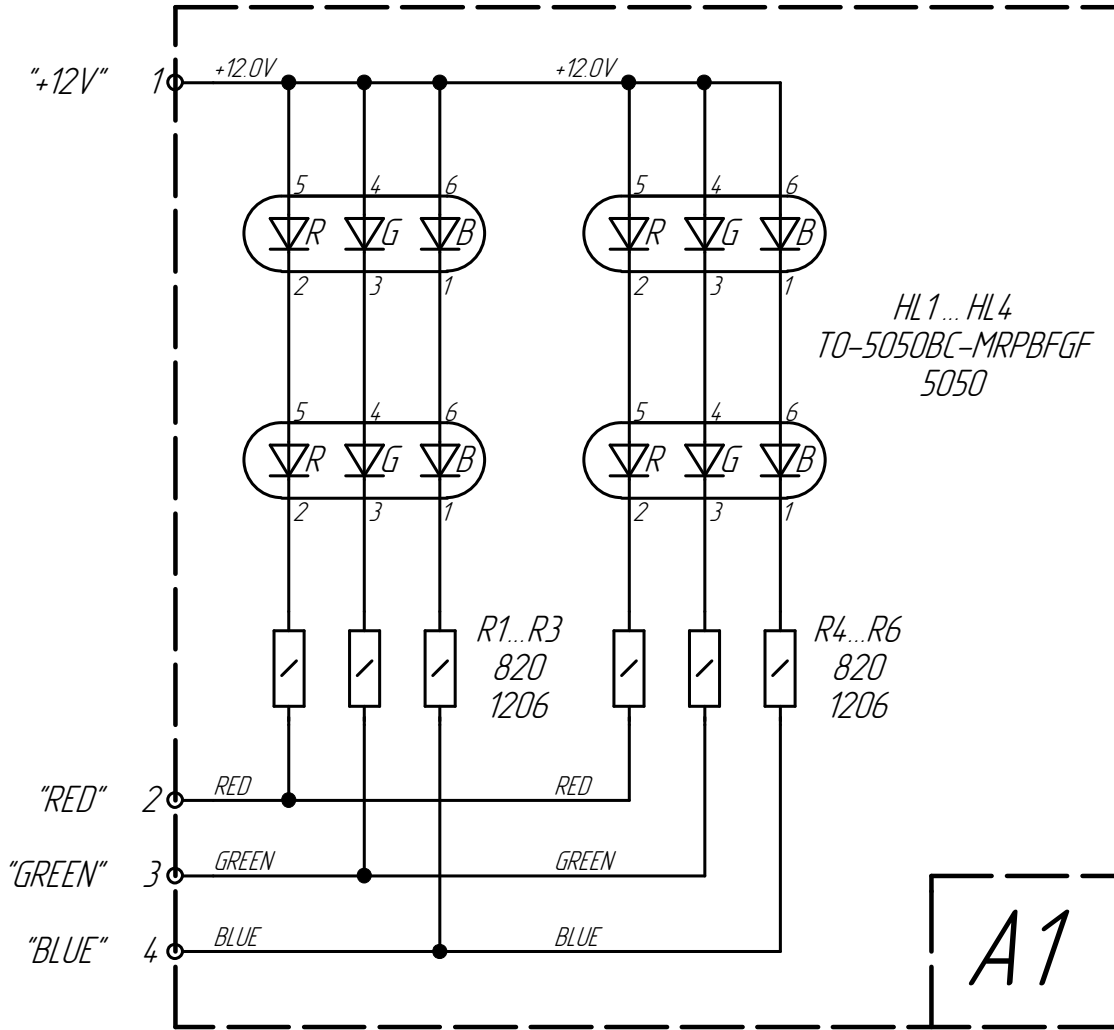 "+12V" 1 +12.0V +12.0V
5 4 6 5 4 6
R G B R G B
2 3 1 2 3 1
HL1... HL4
TO-5050BC-MRPBFGF
5050
5 4 6 5 4 6
R G B R G B
2 3 1 2 3 1
R1...R3
820
1206
R4...R6
820
1206
"RED" 2 RED RED
"GREEN" 3 GREEN GREEN
"BLUE" 4 BLUE BLUE
A1